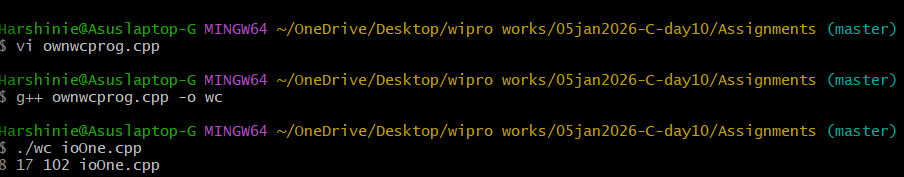 Harshinie@Asuslaptop-G MINGW64 ~/OneDrive/Desktop/wipro works/05jan2026-C-day10/Assignments (master)
$ vi ownwcprog.cpp
Harshinie@Asuslaptop-G MINGW64 ~/OneDrive/Desktop/wipro works/05jan2026-C-day10/Assignments (master)
$ g++ ownwcprog.cpp -o wc
Harshinie@Asuslaptop-G MINGW64 ~/OneDrive/Desktop/wipro works/05jan2026-C-day10/Assignments (master)
$ ./wc ioOne.cpp
8 17 102 ioOne.cpp